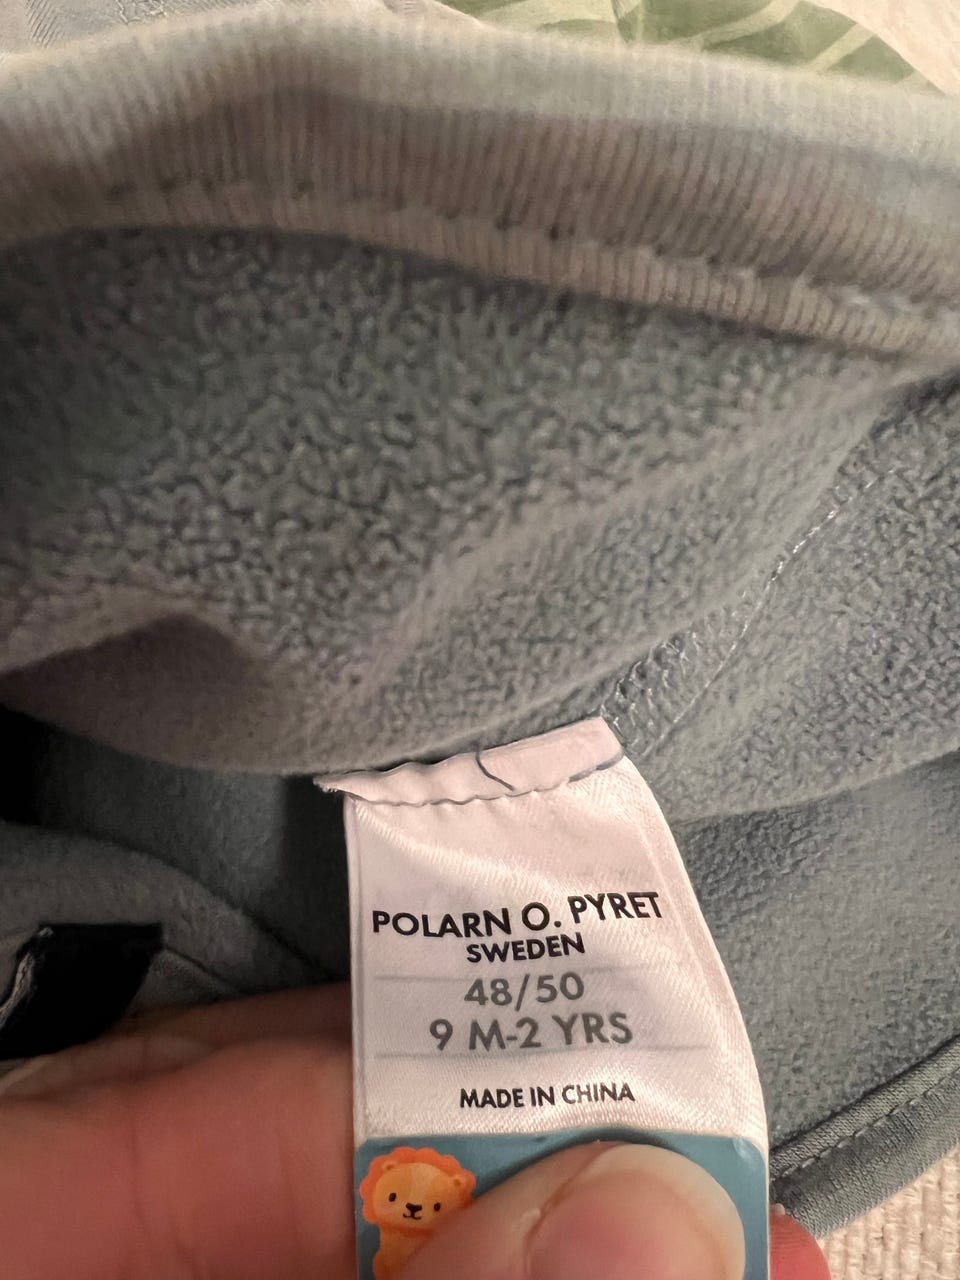 POLARN O. PYRET
SWEDEN
48/50
9 M-2 YRS
MADE IN CHINA